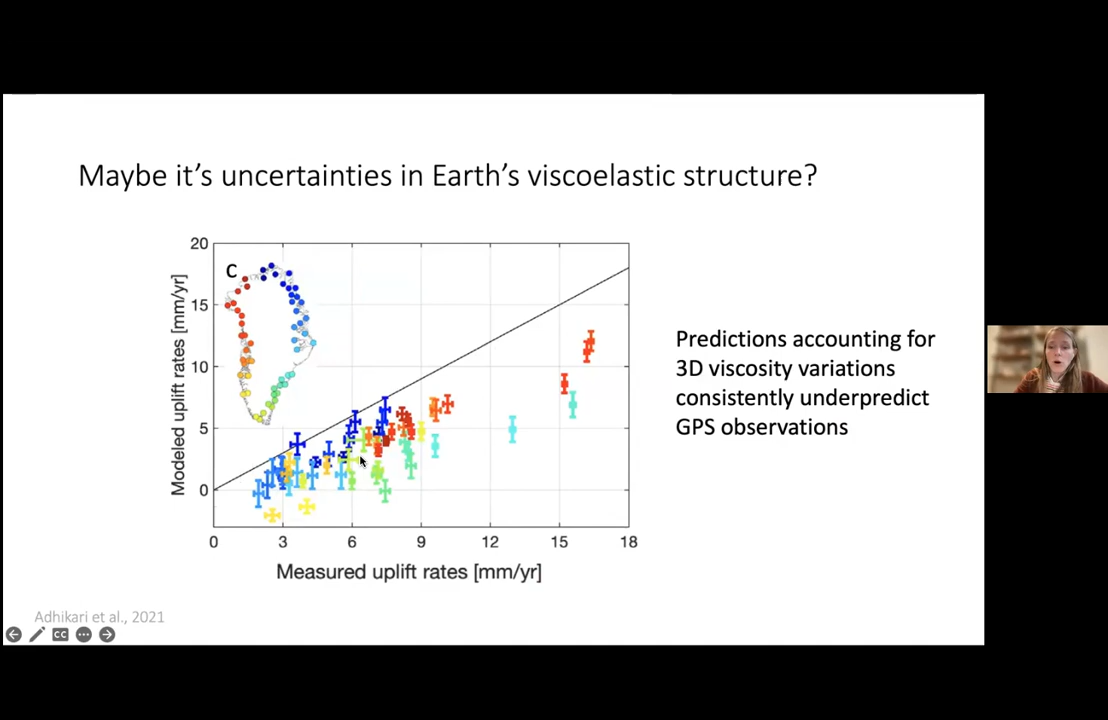 Maybe it's uncertainties in Earth's viscoelastic structure?
20
15
10
5
0
C
Modeled uplift rates [mm/yr]
0 3 6 9 12 15 18
Measured uplift rates [mm/yr]
Predictions accounting for
3D viscosity variations
consistently underpredict
GPS observations
Adhikari et al., 2021
CC